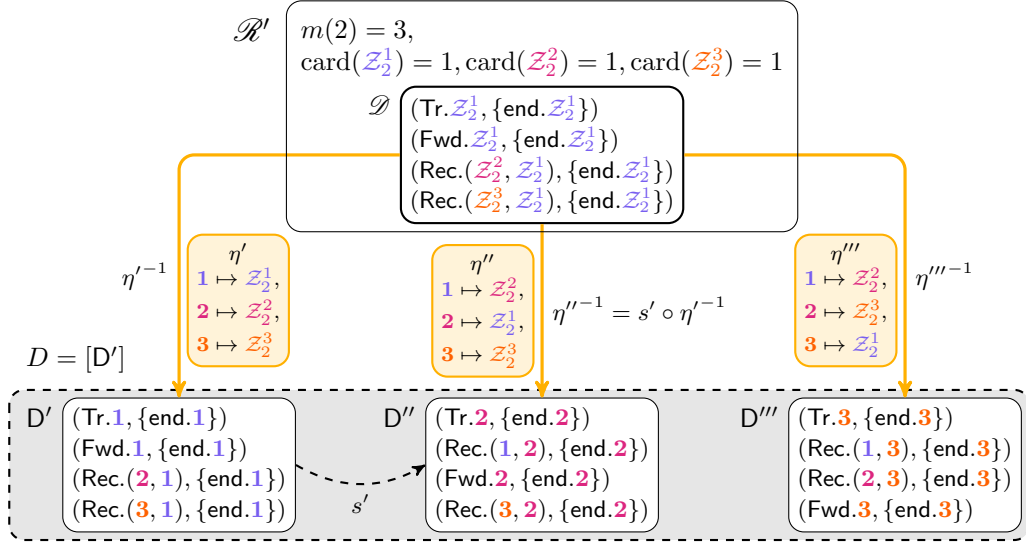 ℛ′
m(2) = 3,
card(𝒵₂¹) = 1, card(𝒵₂²) = 1, card(𝒵₂³) = 1
𝒟
(Tr.𝒵₂¹, {end.𝒵₂¹})
(Fwd.𝒵₂¹, {end.𝒵₂¹})
(Rec.(𝒵₂², 𝒵₂¹), {end.𝒵₂¹})
(Rec.(𝒵₂³, 𝒵₂¹), {end.𝒵₂¹})
η′⁻¹
η′
1 ↦ 𝒵₂¹,
2 ↦ 𝒵₂²,
3 ↦ 𝒵₂³
η″
1 ↦ 𝒵₂²,
2 ↦ 𝒵₂¹,
3 ↦ 𝒵₂³
η″⁻¹ = s′ ∘ η′⁻¹
η‴
1 ↦ 𝒵₂²,
2 ↦ 𝒵₂³,
3 ↦ 𝒵₂¹
η‴⁻¹
D = [D′]
D′
(Tr.1, {end.1})
(Fwd.1, {end.1})
(Rec.(2, 1), {end.1})
(Rec.(3, 1), {end.1})
s′
D″
(Tr.2, {end.2})
(Rec.(1, 2), {end.2})
(Fwd.2, {end.2})
(Rec.(3, 2), {end.2})
D‴
(Tr.3, {end.3})
(Rec.(1, 3), {end.3})
(Rec.(2, 3), {end.3})
(Fwd.3, {end.3})